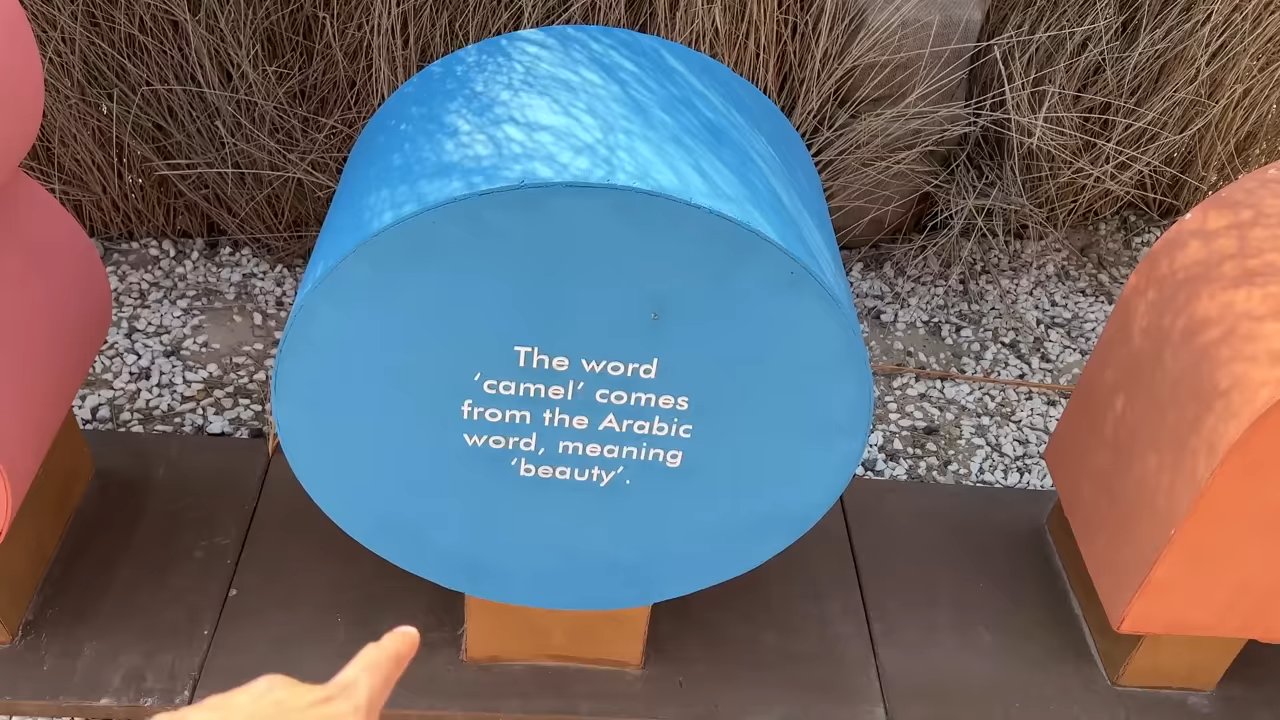 The word
‘camel’ comes
from the Arabic
word, meaning
‘beauty’.